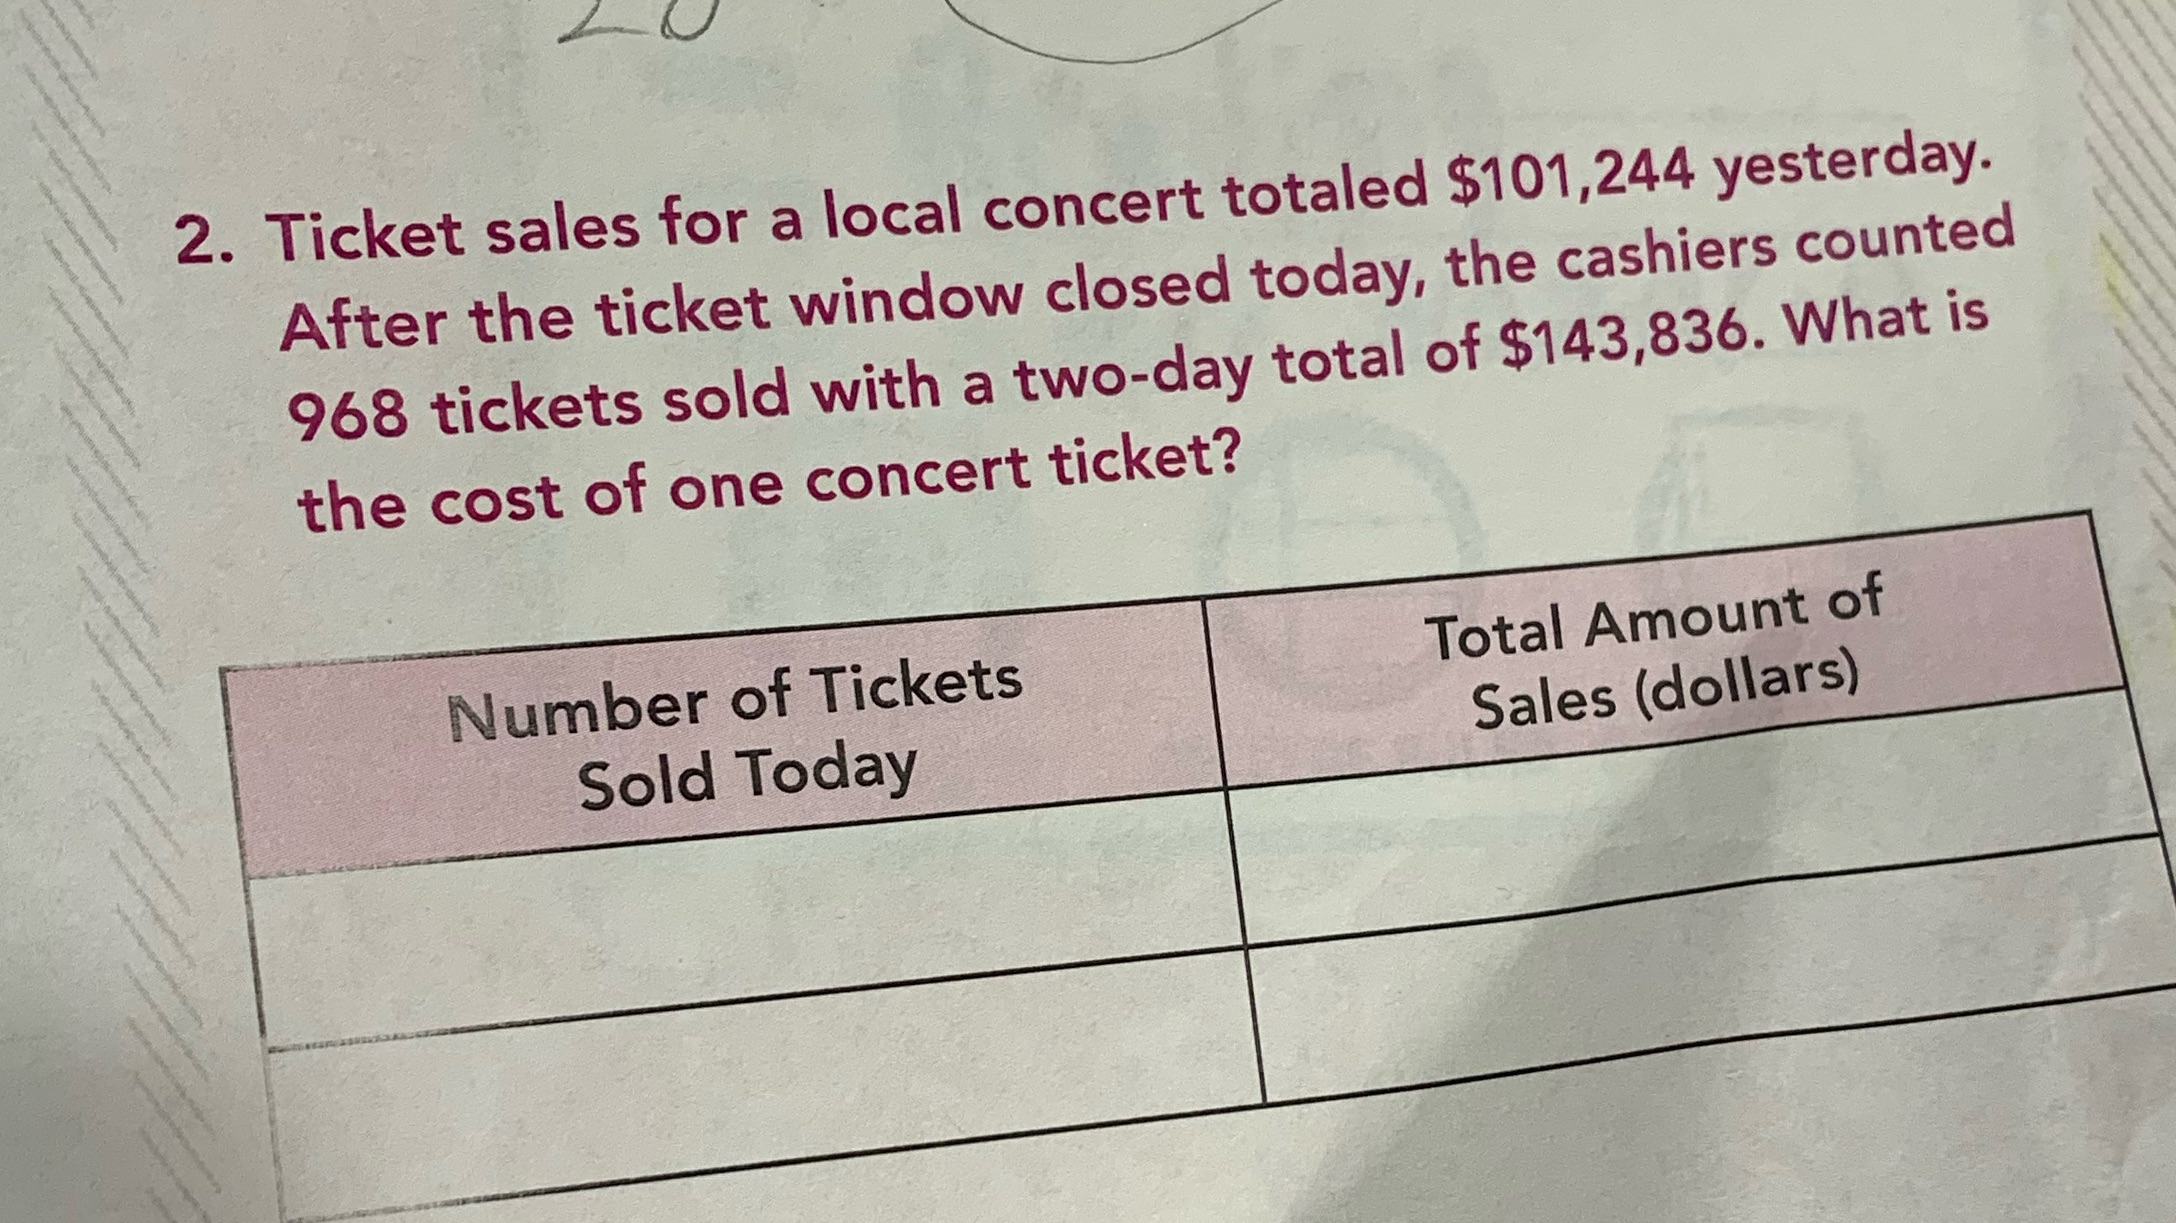 20
2. Ticket sales for a local concert totaled $101,244 yesterday.
After the ticket window closed today, the cashiers counted
968 tickets sold with a two-day total of $143,836. What is
the cost of one concert ticket?
Number of Tickets
Sold Today
Total Amount of
Sales (dollars)